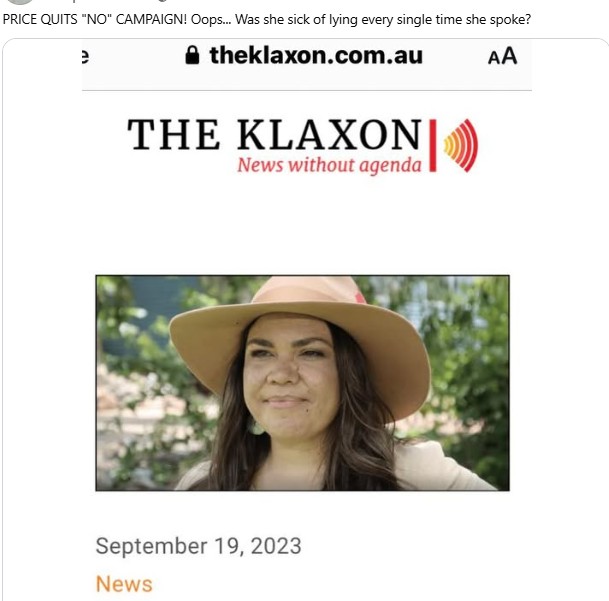 PRICE QUITS "NO" CAMPAIGN! Oops... Was she sick of lying every single time she spoke?
e theklaxon.com.au AA
THE KLAXON
News without agenda
September 19, 2023
News